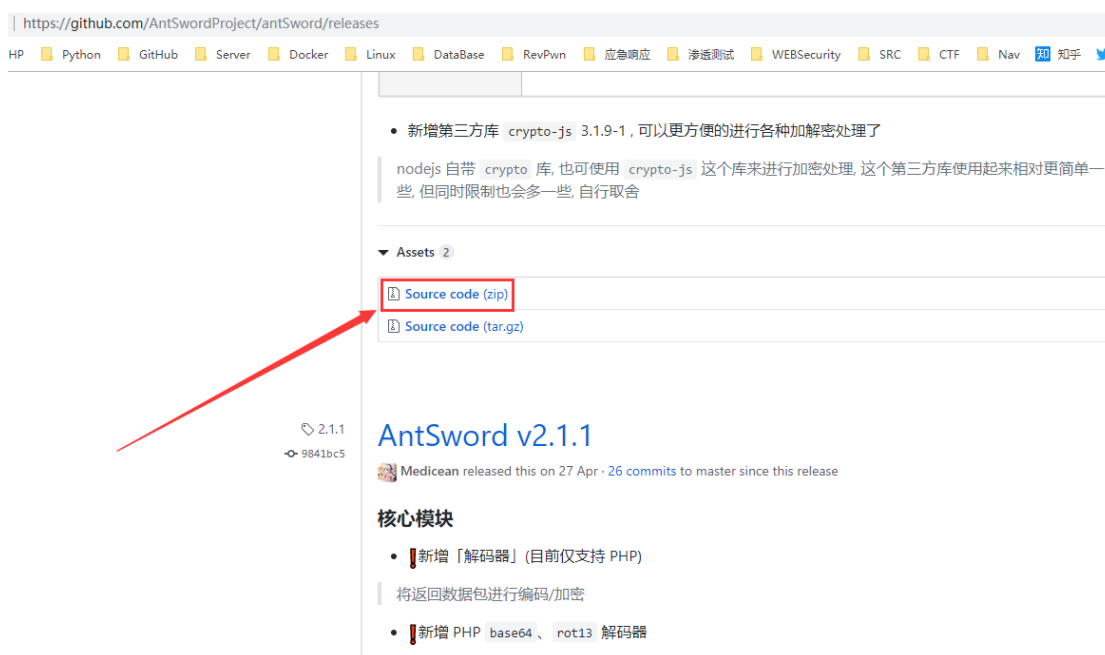 https://github.com/AntSwordProject/antSword/releases
HP Python GitHub Server Docker Linux DataBase RevPwn 应急响应 渗透测试 WEBSecurity SRC CTF Nav 知 知乎
新增第三方库 crypto-js 3.1.9-1 , 可以更方便的进行各种加解密处理了
nodejs 自带 crypto 库, 也可使用 crypto-js 这个库来进行加密处理, 这个第三方库使用起来相对更简单一
些, 但同时限制也会多一些, 自行取舍
Assets 2
Source code (zip)
Source code (tar.gz)
2.1.1
AntSword v2.1.1
9841bc5
Medicean released this on 27 Apr · 26 commits to master since this release
核心模块
❗新增「解码器」(目前仅支持 PHP)
将返回数据包进行编码/加密
❗新增 PHP base64 、 rot13 解码器